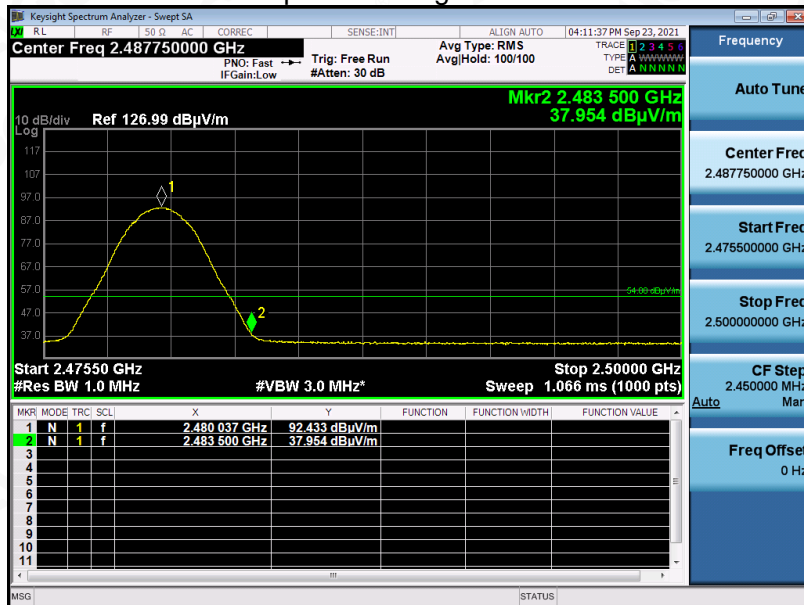 Keysight Spectrum Analyzer - Swept SA
RL RF 50 Ω AC CORREC SENSE:INT ALIGN AUTO 04:11:37 PM Sep 23, 2021
Center Freq 2.487750000 GHz
PNO: Fast
IFGain:Low
Trig: Free Run
#Atten: 30 dB
Avg Type: RMS
Avg|Hold: 100/100
TRACE 1 2 3 4 5 6
TYPE A WWWWW
DET A N N N N N
Mkr2 2.483 500 GHz
37.954 dBµV/m
10 dB/div Ref 126.99 dBµV/m
Log
117
107
97.0
87.0
77.0
67.0
57.0
47.0
37.0
1
2
54.00 dBµV/m
Start 2.47550 GHz Stop 2.50000 GHz
#Res BW 1.0 MHz #VBW 3.0 MHz* Sweep 1.066 ms (1000 pts)
MKR MODE TRC SCL X Y FUNCTION FUNCTION WIDTH FUNCTION VALUE
1 N 1 f 2.480 037 GHz 92.433 dBµV/m
2 N 1 f 2.483 500 GHz 37.954 dBµV/m
3
4
5
6
7
8
9
10
11
MSG STATUS
Frequency
Auto Tune
Center Freq
2.487750000 GHz
Start Freq
2.475500000 GHz
Stop Freq
2.500000000 GHz
CF Step
2.450000 MHz
Auto Man
Freq Offset
0 Hz